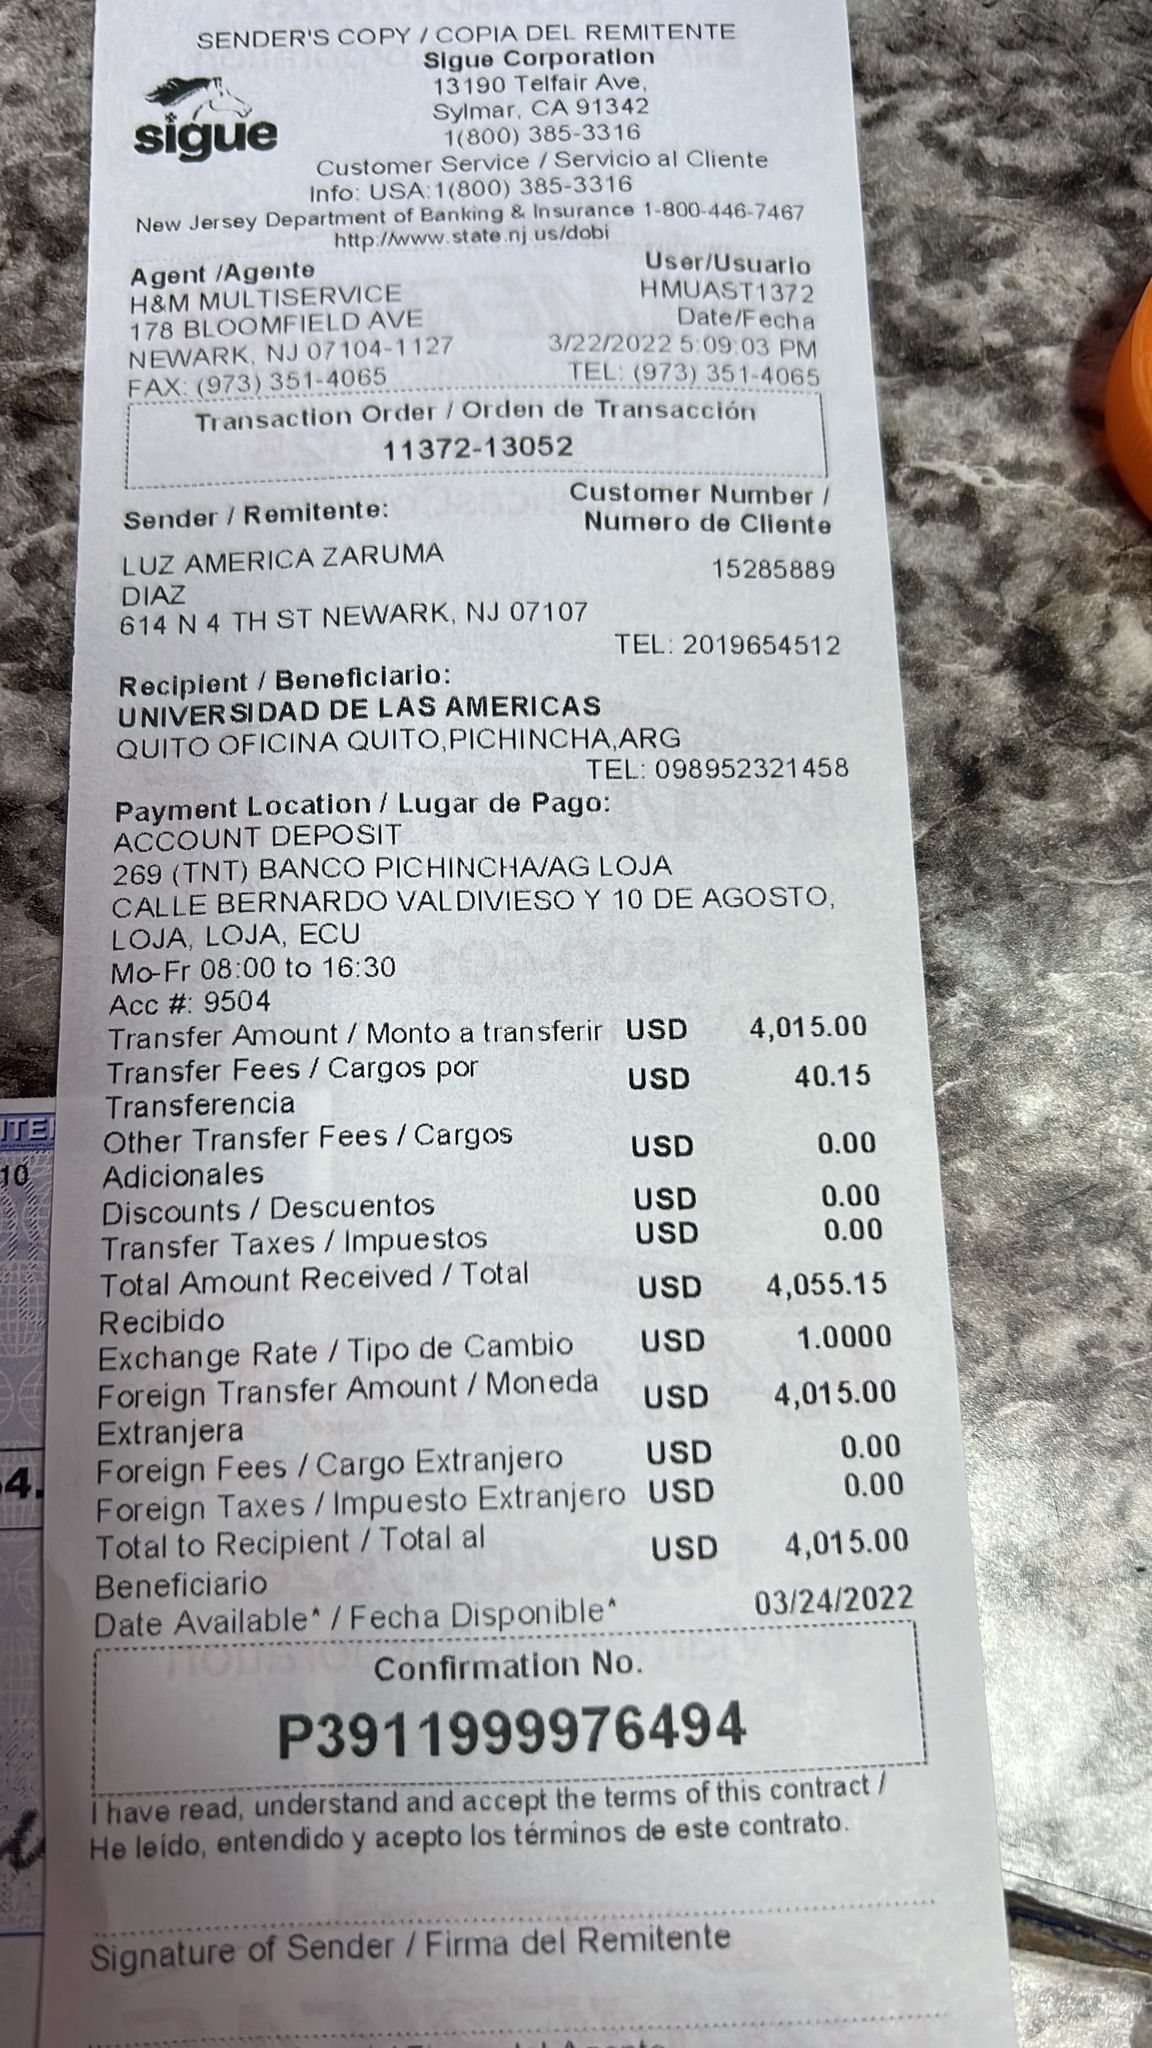 SENDER'S COPY / COPIA DEL REMITENTE
sigue
Sigue Corporation
13190 Telfair Ave,
Sylmar, CA 91342
1(800) 385-3316
Customer Service / Servicio al Cliente
Info: USA:1(800) 385-3316
New Jersey Department of Banking & Insurance 1-800-446-7467
http://www.state.nj.us/dobi
Agent /Agente User/Usuario
H&M MULTISERVICE HMUAST1372
178 BLOOMFIELD AVE Date/Fecha
NEWARK, NJ 07104-1127 3/22/2022 5:09:03 PM
FAX: (973) 351-4065 TEL: (973) 351-4065
Transaction Order / Orden de Transacción
11372-13052
Sender / Remitente: Customer Number /
Numero de Cliente
LUZ AMERICA ZARUMA 15285889
DIAZ
614 N 4 TH ST NEWARK, NJ 07107
TEL: 2019654512
Recipient / Beneficiario:
UNIVERSIDAD DE LAS AMERICAS
QUITO OFICINA QUITO,PICHINCHA,ARG
TEL: 098952321458
Payment Location / Lugar de Pago:
ACCOUNT DEPOSIT
269 (TNT) BANCO PICHINCHA/AG LOJA
CALLE BERNARDO VALDIVIESO Y 10 DE AGOSTO,
LOJA, LOJA, ECU
Mo-Fr 08:00 to 16:30
Acc #: 9504
Transfer Amount / Monto a transferir USD 4,015.00
Transfer Fees / Cargos por USD 40.15
Transferencia
Other Transfer Fees / Cargos USD 0.00
Adicionales
Discounts / Descuentos USD 0.00
Transfer Taxes / Impuestos USD 0.00
Total Amount Received / Total USD 4,055.15
Recibido
Exchange Rate / Tipo de Cambio USD 1.0000
Foreign Transfer Amount / Moneda USD 4,015.00
Extranjera
Foreign Fees / Cargo Extranjero USD 0.00
Foreign Taxes / Impuesto Extranjero USD 0.00
Total to Recipient / Total al USD 4,015.00
Beneficiario
Date Available* / Fecha Disponible* 03/24/2022
Confirmation No.
P3911999976494
I have read, understand and accept the terms of this contract /
He leído, entendido y acepto los términos de este contrato.
Signature of Sender / Firma del Remitente
10
4.